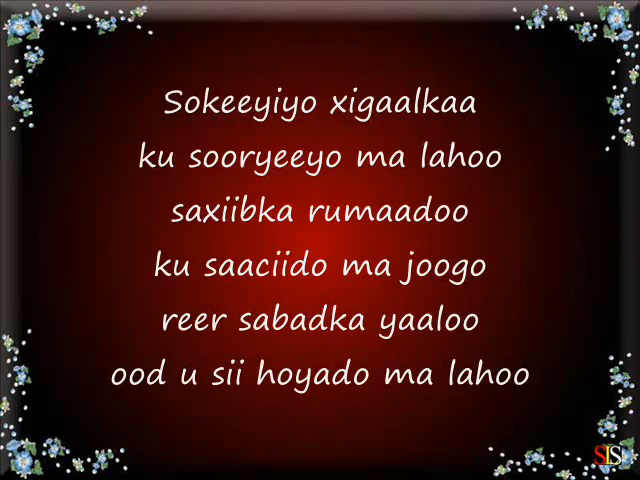 Sokeeyiyo xigaalkaa
ku sooryeeyo ma lahoo
saxiibka rumaadoo
ku saaciido ma joogo
reer sabadka yaaloo
ood u sii hoyado ma lahoo
SLS